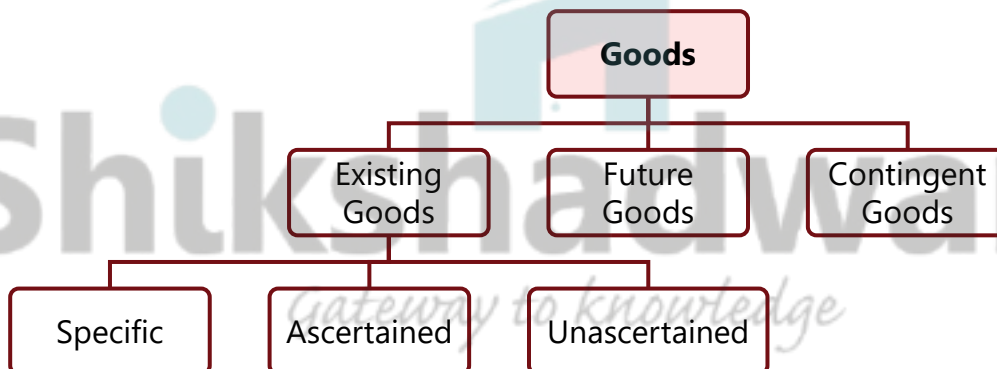 Goods
Existing
Goods
Future
Goods
Contingent
Goods
Shikshadwar
Gateway to knowledge
Specific
Ascertained
Unascertained